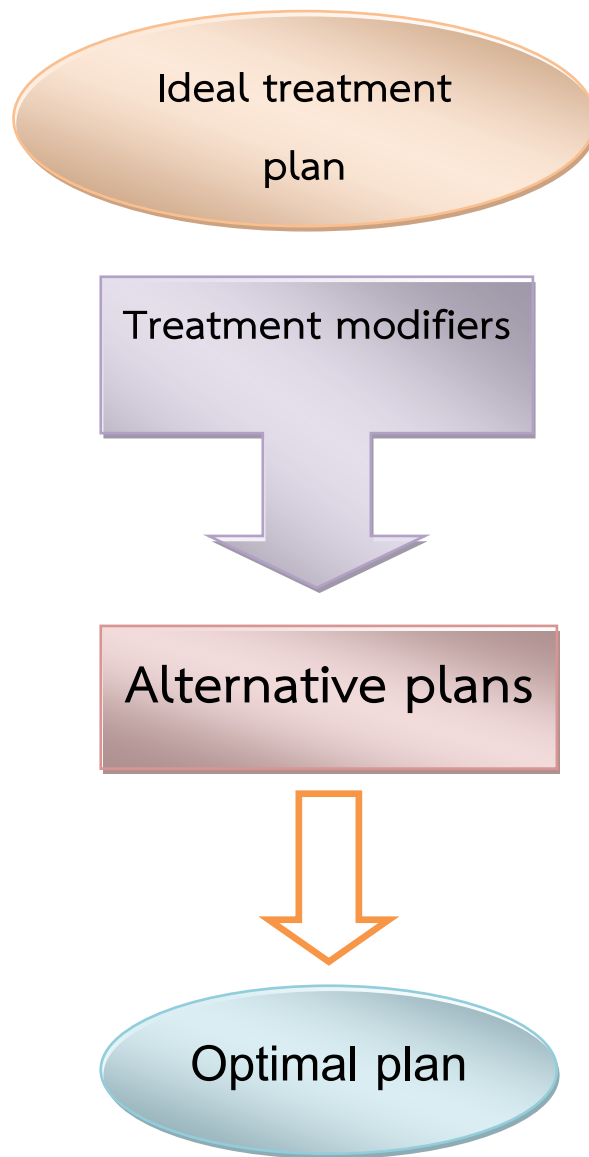 Ideal treatment
plan
Treatment modifiers
Alternative plans
Optimal plan